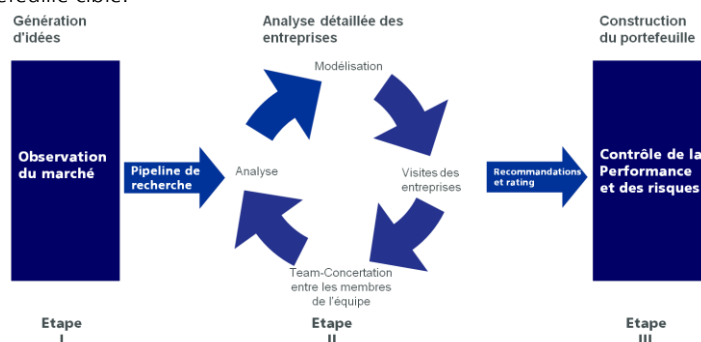 Génération
d'idées
Analyse détaillée des
entreprises
Construction
du portefeuille
Modélisation
Observation
du marché
Pipeline de
recherche
Analyse
Visites des
entreprises
Recommandations
et rating
Contrôle de la
Performance
et des risques
Team-Concertation
entre les membres
de l'équipe
Etape
I
Etape
II
Etape
III